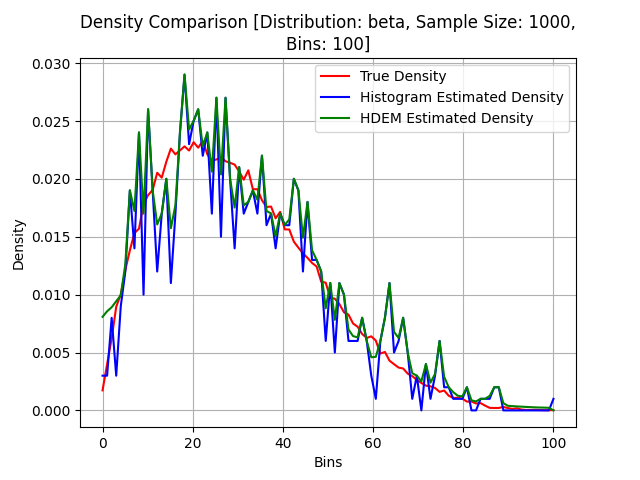 Density Comparison [Distribution: beta, Sample Size: 1000,
Bins: 100]
True Density
Histogram Estimated Density
HDEM Estimated Density
Density
0.030
0.025
0.020
0.015
0.010
0.005
0.000
0 20 40 60 80 100
Bins